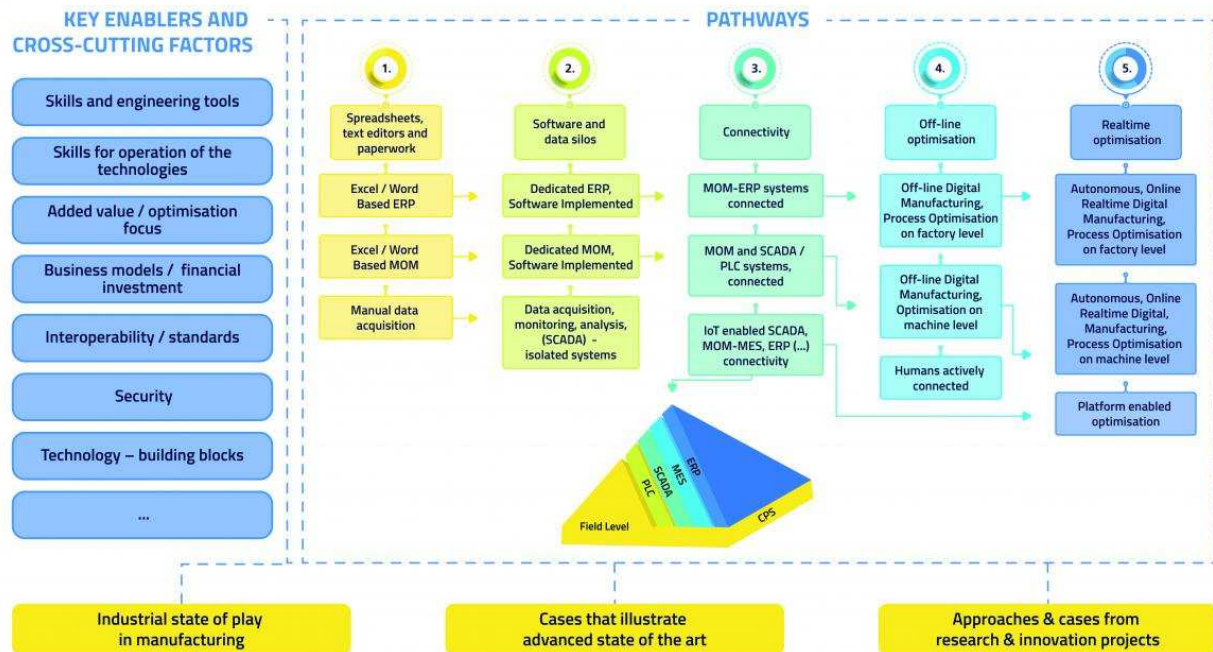 KEY ENABLERS AND
CROSS-CUTTING FACTORS
Skills and engineering tools
Skills for operation of the
technologies
Added value / optimisation
focus
Business models / financial
investment
Interoperability / standards
Security
Technology – building blocks
...
PATHWAYS
1.
Spreadsheets,
text editors and
paperwork
Excel / Word
Based ERP
Excel / Word
Based MOM
Manual data
acquisition
2.
Software and
data silos
Dedicated ERP,
Software Implemented
Dedicated MOM,
Software Implemented
Data acquisition,
monitoring, analysis,
(SCADA) -
isolated systems
3.
Connectivity
MOM-ERP systems
connected
MOM and SCADA /
PLC systems,
connected
IoT enabled SCADA,
MOM-MES, ERP (...)
connectivity
4.
Off-line
optimisation
Off-line Digital
Manufacturing,
Process Optimisation
on factory level
Off-line Digital
Manufacturing,
Optimisation on
machine level
Humans actively
connected
5.
Realtime
optimisation
Autonomous, Online
Realtime Digital
Manufacturing,
Process Optimisation
on factory level
Autonomous, Online
Realtime Digital,
Manufacturing,
Process Optimisation
on machine level
Platform enabled
optimisation
Field Level
PLC
SCADA
MES
ERP
CPS
Industrial state of play
in manufacturing
Cases that illustrate
advanced state of the art
Approaches & cases from
research & innovation projects